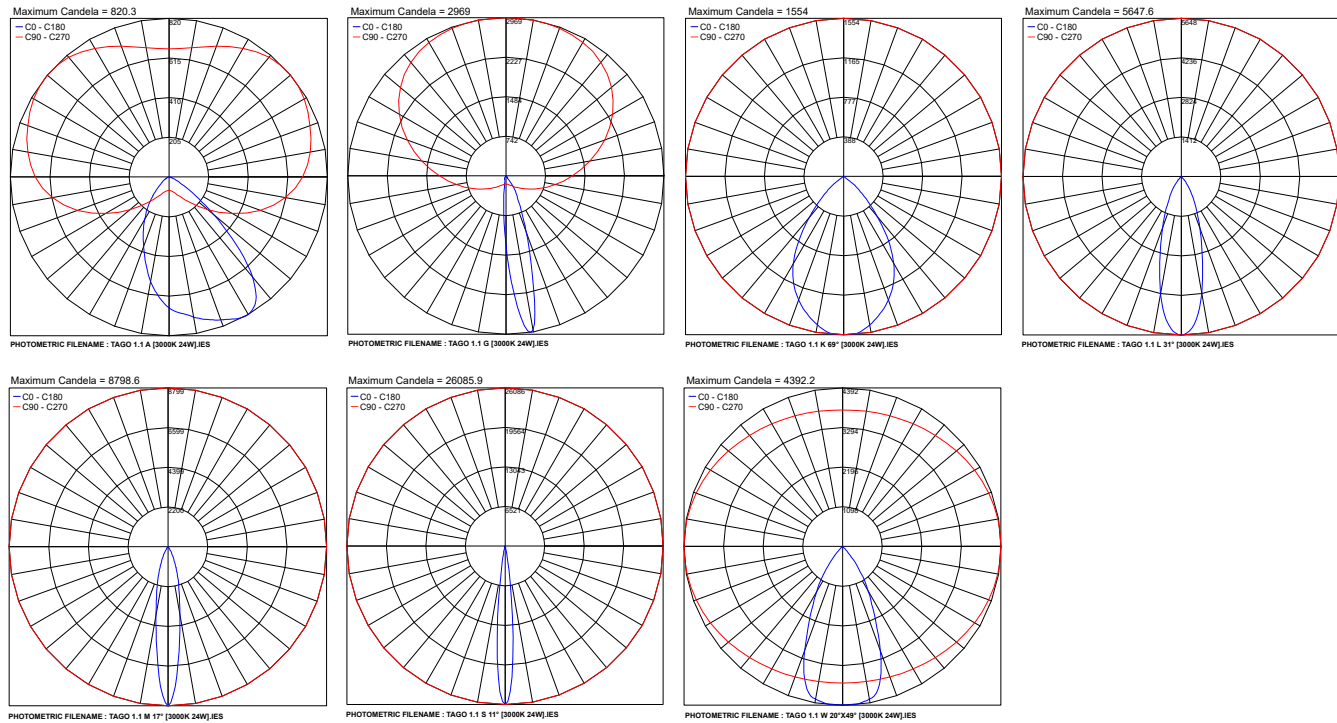 Maximum Candela = 820.3
C0 - C180
C90 - C270
820
615
410
205
PHOTOMETRIC FILENAME : TAGO 1.1 A [3000K 24W].IES
Maximum Candela = 2969
C0 - C180
C90 - C270
2969
2227
1484
742
PHOTOMETRIC FILENAME : TAGO 1.1 G [3000K 24W].IES
Maximum Candela = 1554
C0 - C180
C90 - C270
1554
1165
777
388
PHOTOMETRIC FILENAME : TAGO 1.1 K 69° [3000K 24W].IES
Maximum Candela = 5647.6
C0 - C180
C90 - C270
5648
4236
2824
1412
PHOTOMETRIC FILENAME : TAGO 1.1 L 31° [3000K 24W].IES
Maximum Candela = 8798.6
C0 - C180
C90 - C270
8799
6599
4399
2200
PHOTOMETRIC FILENAME : TAGO 1.1 M 17° [3000K 24W].IES
Maximum Candela = 26085.9
C0 - C180
C90 - C270
26086
19564
13043
6521
PHOTOMETRIC FILENAME : TAGO 1.1 S 11° [3000K 24W].IES
Maximum Candela = 4392.2
C0 - C180
C90 - C270
4392
3294
2196
1098
PHOTOMETRIC FILENAME : TAGO 1.1 W 20°X49° [3000K 24W].IES